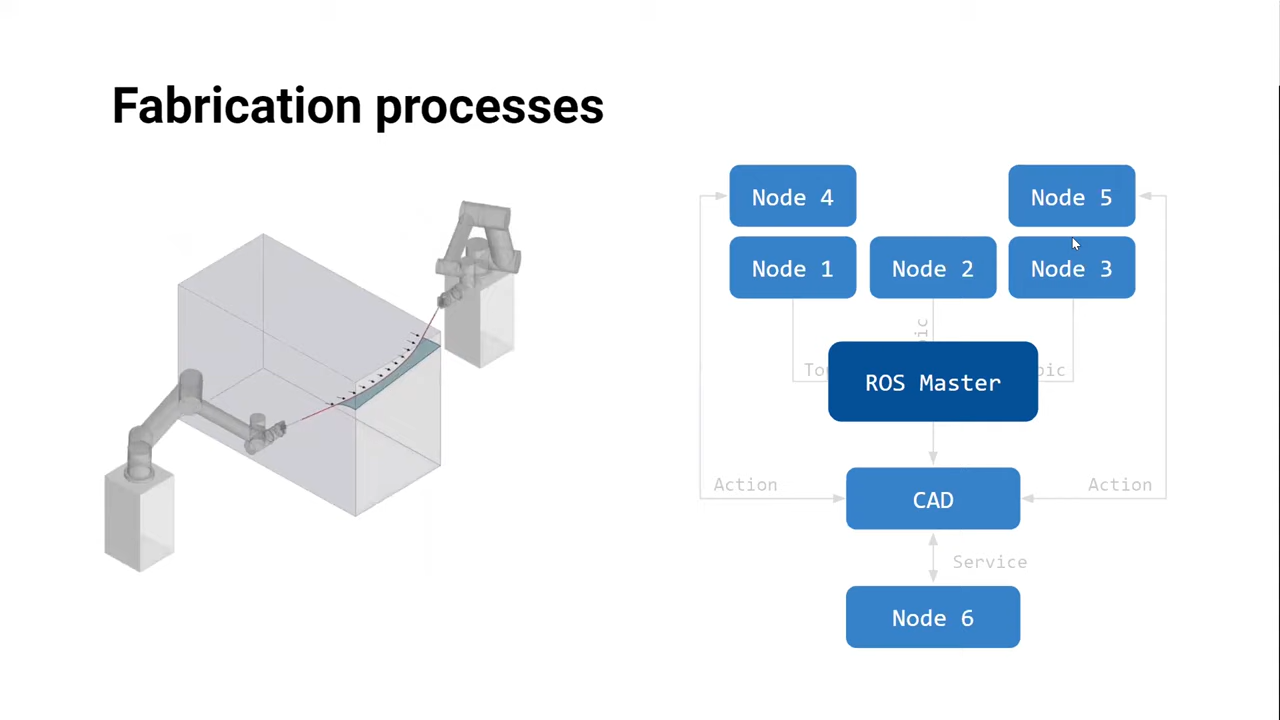 Fabrication processes
Node 4
Node 5
Node 1
Node 2
Node 3
ROS Master
Action
Action
CAD
Service
Node 6